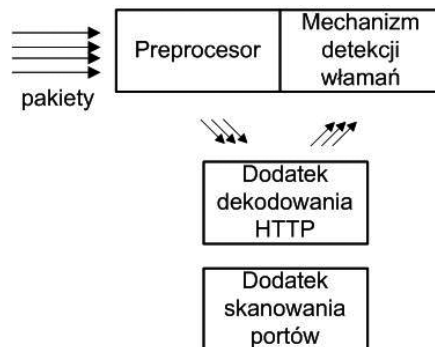 Preprocesor
Mechanizm
detekcji
włamań
pakiety
Dodatek
dekodowania
HTTP
Dodatek
skanowania
portów